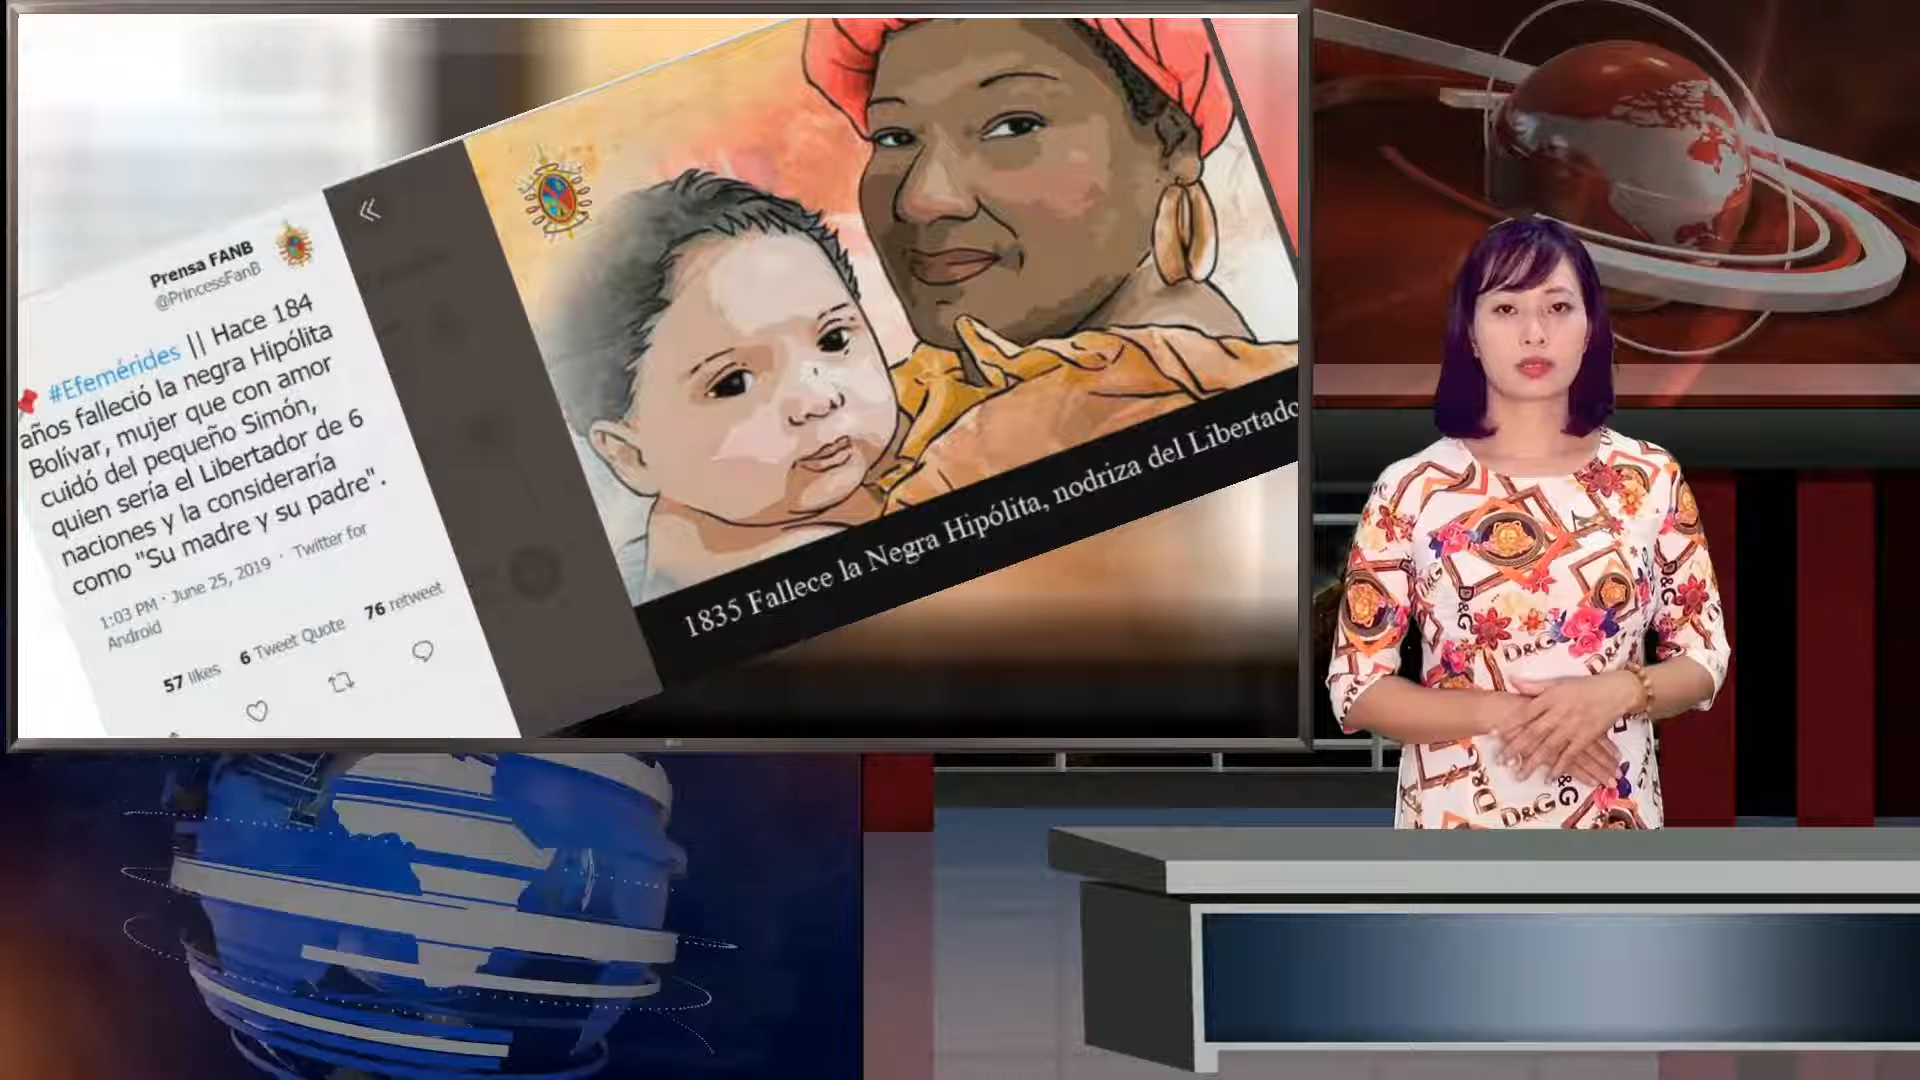 Prensa FANB
@PrincessFanB
#Efemérides || Hace 184
años falleció la negra Hipólita
Bolívar, mujer que con amor
cuidó del pequeño Simón,
quien sería el Libertador de 6
naciones y la consideraría
como "Su madre y su padre".
1:03 PM · June 25, 2019 · Twitter for
Android
57 likes 6 Tweet Quote 76 retweet
1835 Fallece la Negra Hipólita, nodriza del Libertado
D&G
D&G
D&G
D&G